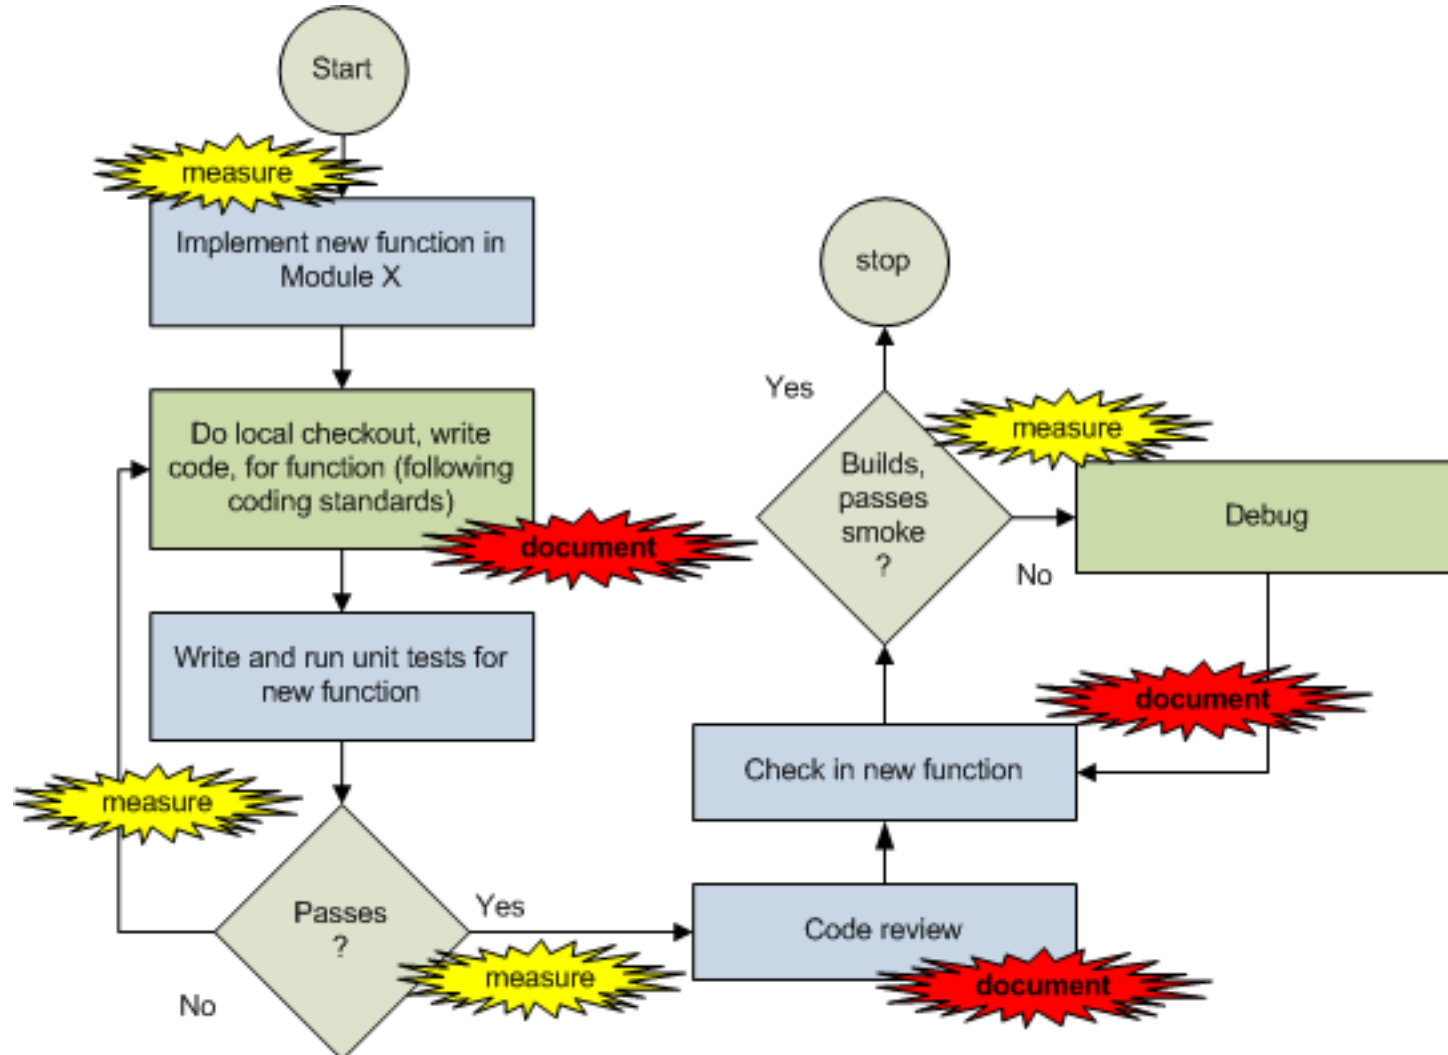 Start
measure
Implement new function in
Module X
Do local checkout, write
code, for function (following
coding standards)
document
Write and run unit tests for
new function
measure
Passes
?
No
Yes
measure
Code review
document
Check in new function
document
Builds,
passes
smoke
?
No
measure
Debug
Yes
stop